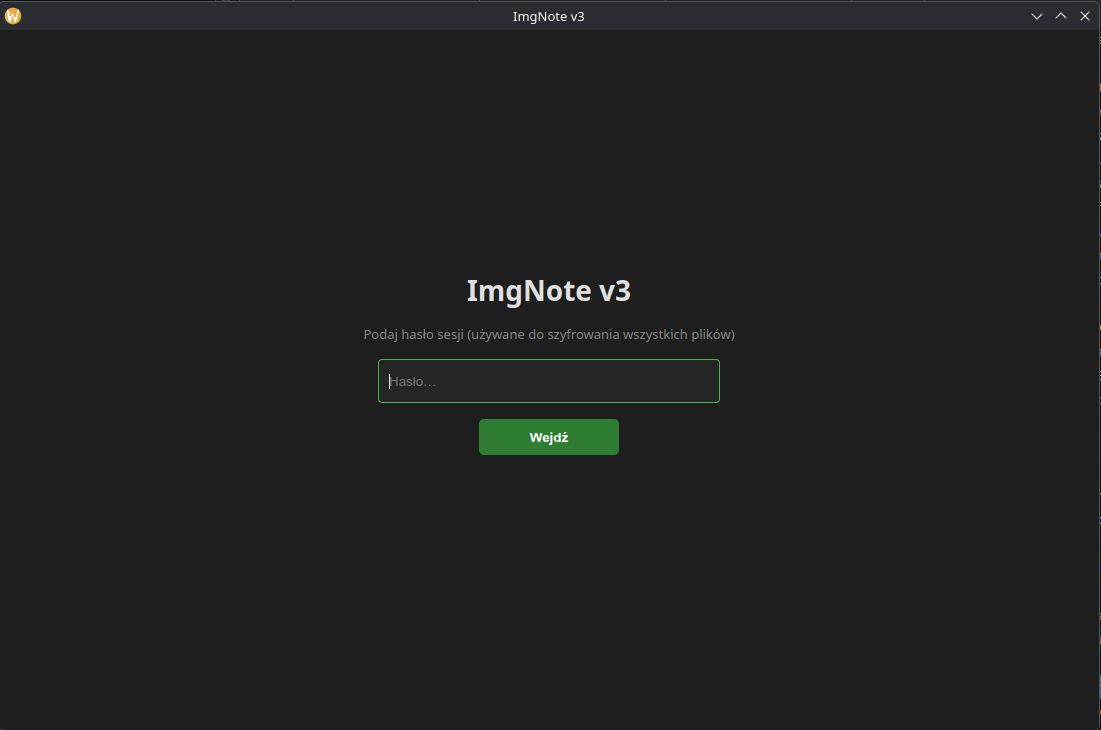 ImgNote v3
ImgNote v3
Podaj hasło sesji (używane do szyfrowania wszystkich plików)
Hasło...
Wejdź